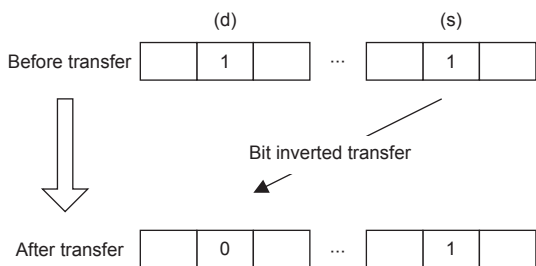 (d) (s)
Before transfer 1 ... 1
Bit inverted transfer
After transfer 0 ... 1